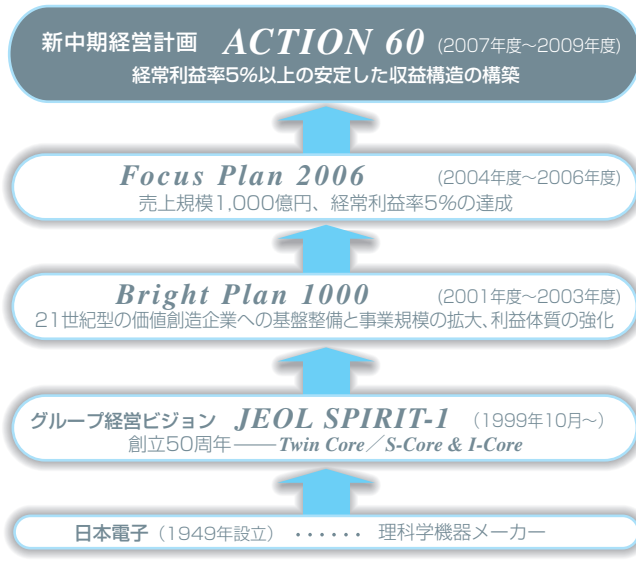 新中期経営計画 ACTION 60 (2007年度〜2009年度)
経常利益率5%以上の安定した収益構造の構築
Focus Plan 2006 (2004年度〜2006年度)
売上規模1,000億円、経常利益率5%の達成
Bright Plan 1000 (2001年度〜2003年度)
21世紀型の価値創造企業への基盤整備と事業規模の拡大、利益体質の強化
グループ経営ビジョン JEOL SPIRIT-1 (1999年10月〜)
創立50周年――Twin Core/S-Core & I-Core
日本電子(1949年設立) ‥‥‥ 理科学機器メーカー